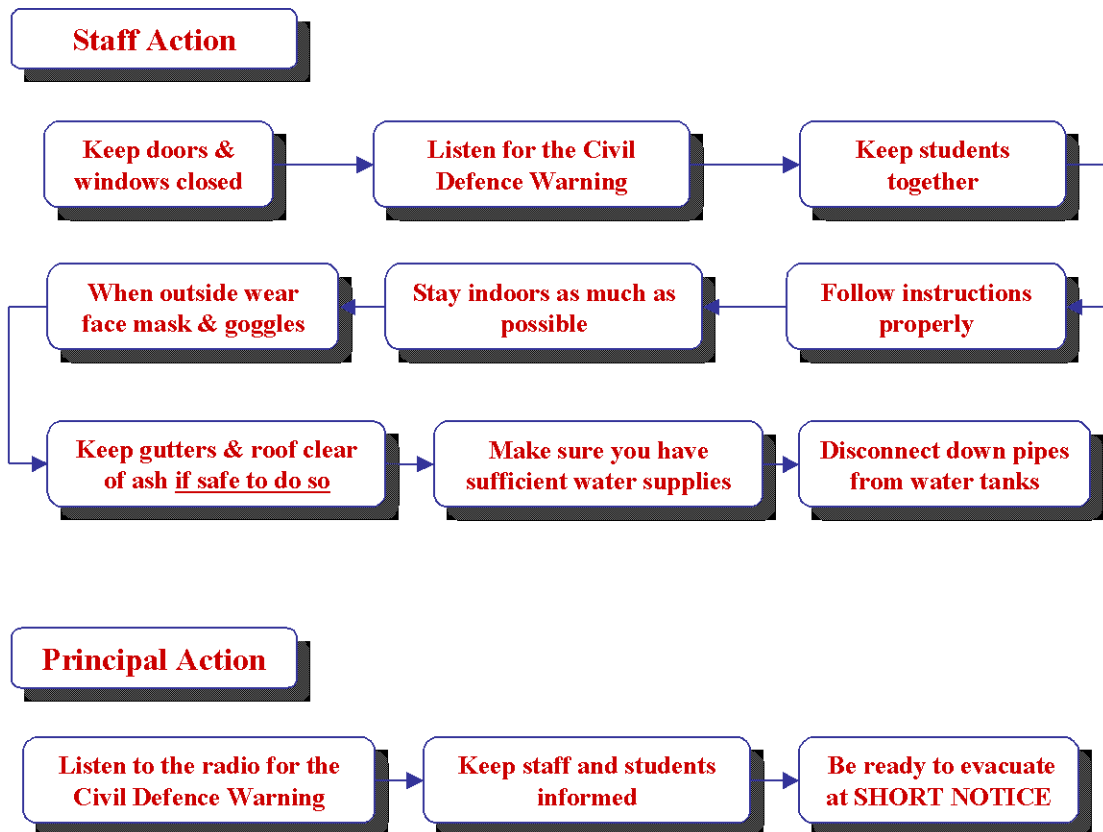 Staff Action
Keep doors &
windows closed
Listen for the Civil
Defence Warning
Keep students
together
Follow instructions
properly
Stay indoors as much as
possible
When outside wear
face mask & goggles
Keep gutters & roof clear
of ash if safe to do so
Make sure you have
sufficient water supplies
Disconnect down pipes
from water tanks
Principal Action
Listen to the radio for the
Civil Defence Warning
Keep staff and students
informed
Be ready to evacuate
at SHORT NOTICE